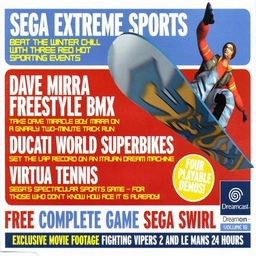 SEGA EXTREME SPORTS
BEAT THE WINTER CHILL
WITH THREE RED HOT
SPORTING EVENTS
DAVE MIRRA
FREESTYLE BMX
TAKE DAVE 'MIRACLE BOY' MIRRA ON
A GNARLY TWO-MINUTE TRICK RUN
DUCATI WORLD SUPERBIKES
SET THE LAP RECORD ON AN ITALIAN DREAM MACHINE
VIRTUA TENNIS
SEGA'S SPECTACULAR SPORTS GAME – FOR
THOSE WHO DON'T KNOW HOW ACE IT IS ALREADY!
FOUR
PLAYABLE
DEMOS!
Dreamcast
Dreamon
VOLUME 10
FREE COMPLETE GAME SEGA SWIRL
EXCLUSIVE MOVIE FOOTAGE FIGHTING VIPERS 2 AND LE MANS 24 HOURS